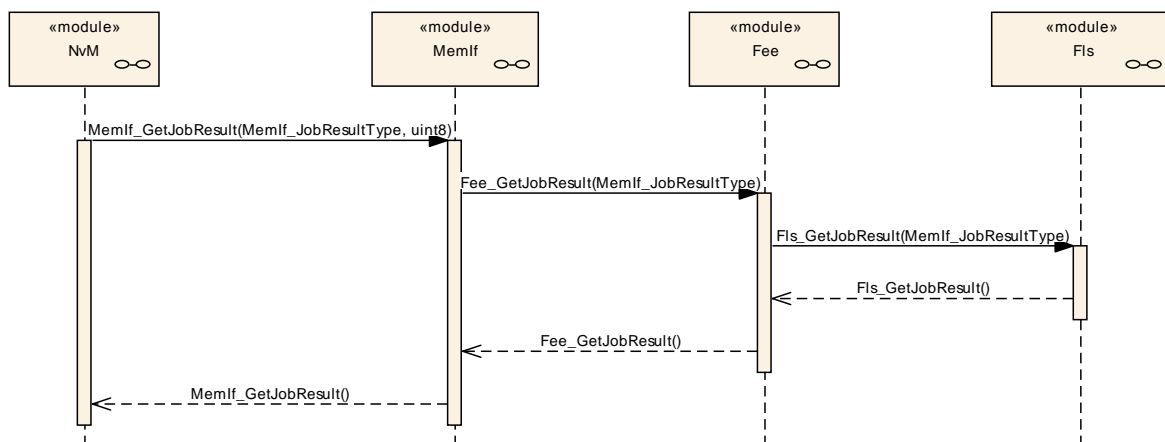 «module»
NvM
«module»
MemIf
«module»
Fee
«module»
Fls
MemIf_GetJobResult(MemIf_JobResultType, uint8)
Fee_GetJobResult(MemIf_JobResultType)
Fls_GetJobResult(MemIf_JobResultType)
Fls_GetJobResult()
Fee_GetJobResult()
MemIf_GetJobResult()